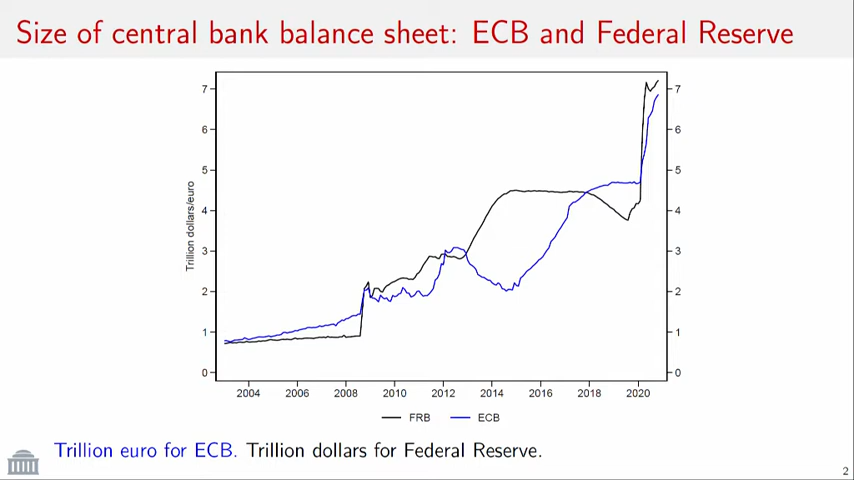 Size of central bank balance sheet: ECB and Federal Reserve
7 7
6 6
5 5
4 4
3 3
2 2
1 1
0 0
Trillion dollars/euro
2004 2006 2008 2010 2012 2014 2016 2018 2020
FRB ECB
Trillion euro for ECB. Trillion dollars for Federal Reserve.
2